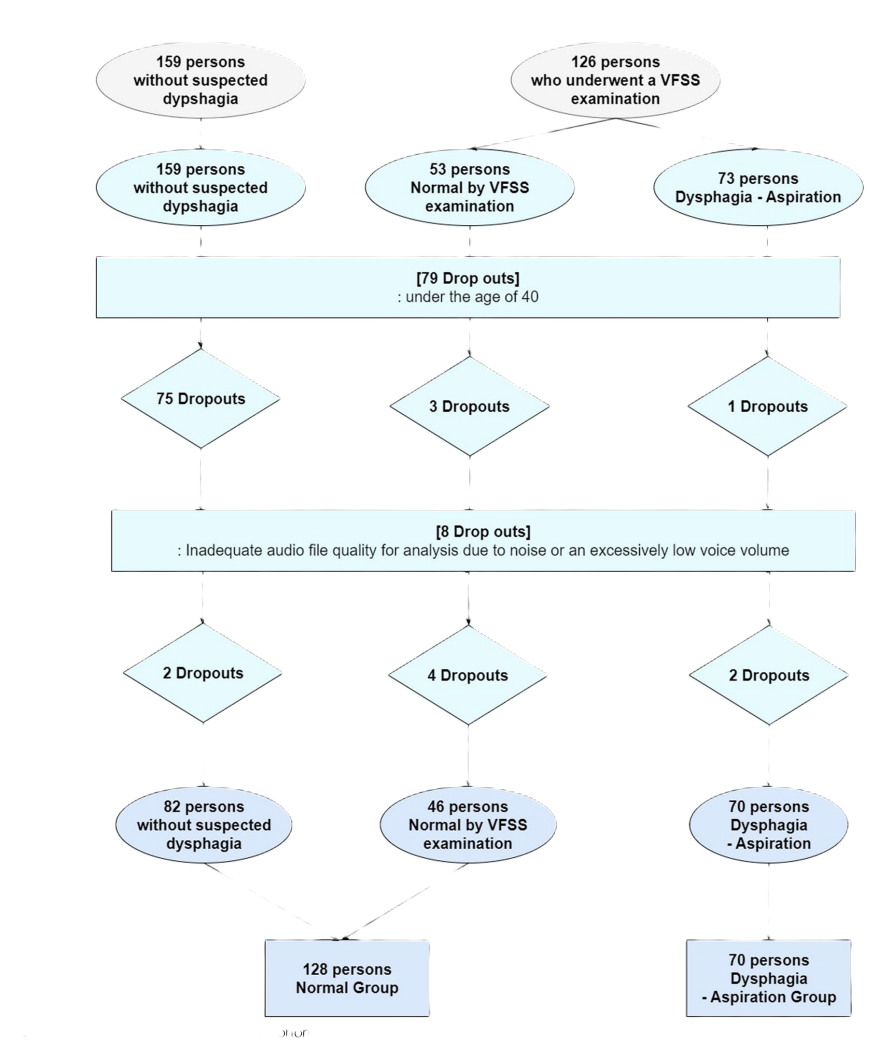 159 persons
without suspected
dypshagia
126 persons
who underwent a VFSS
examination
159 persons
without suspected
dypshagia
53 persons
Normal by VFSS
examination
73 persons
Dysphagia - Aspiration
[79 Drop outs]
: under the age of 40
75 Dropouts
3 Dropouts
1 Dropouts
[8 Drop outs]
: Inadequate audio file quality for analysis due to noise or an excessively low voice volume
2 Dropouts
4 Dropouts
2 Dropouts
82 persons
without suspected
dysphagia
46 persons
Normal by VFSS
examination
70 persons
Dysphagia
- Aspiration
128 persons
Normal Group
70 persons
Dysphagia
- Aspiration Group